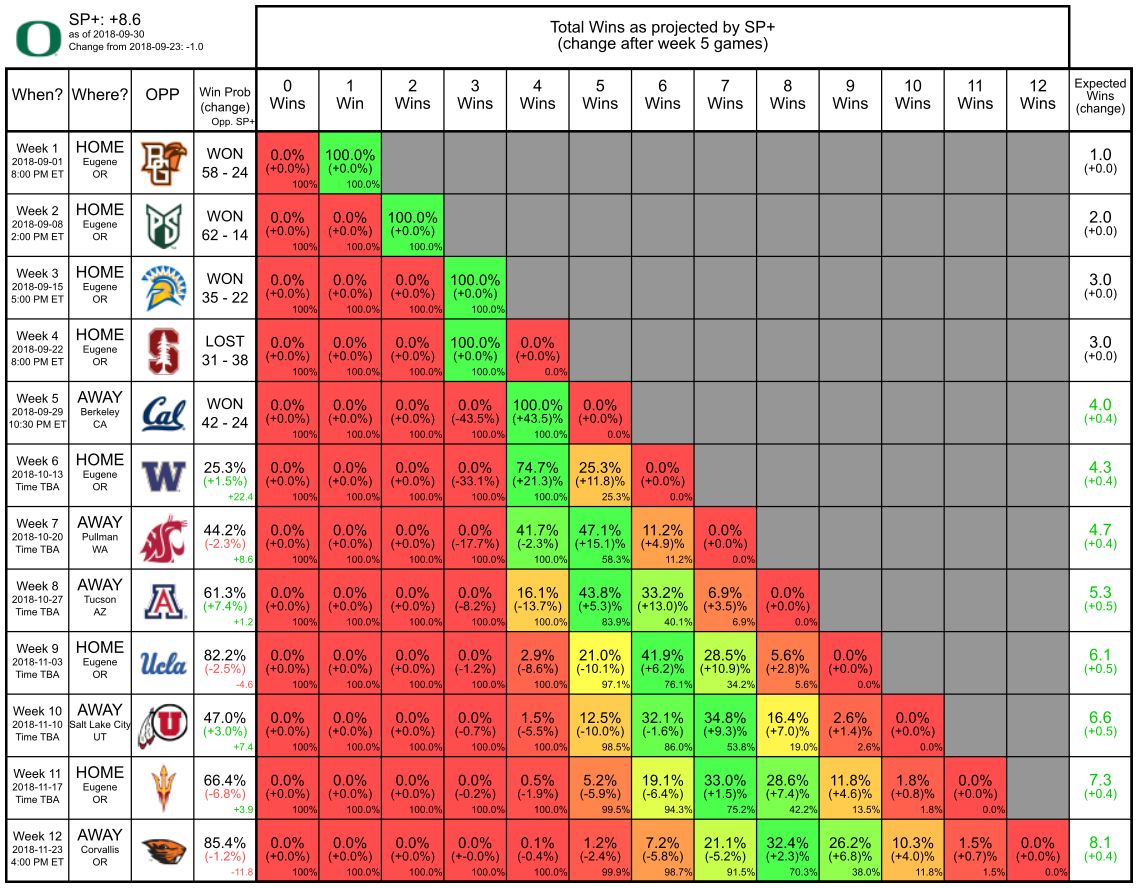 SP+: +8.6
as of 2018-09-30
Change from 2018-09-23: -1.0
Total Wins as projected by SP+
(change after week 5 games)
When? Where? OPP Win Prob (change) Opp. SP+ 0 Wins 1 Win 2 Wins 3 Wins 4 Wins 5 Wins 6 Wins 7 Wins 8 Wins 9 Wins 10 Wins 11 Wins 12 Wins Expected Wins (change)
Week 1 HOME WON 0.0% 100.0% 1.0
2018-09-01 Eugene BG 58 - 24 (+0.0%) (+0.0%) (+0.0)
8:00 PM ET OR 100% 100.0%
Week 2 HOME WON 0.0% 0.0% 100.0% 2.0
2018-09-08 Eugene PS 62 - 14 (+0.0%) (+0.0%) (+0.0%) (+0.0)
2:00 PM ET OR 100% 100.0% 100.0%
Week 3 HOME WON 0.0% 0.0% 0.0% 100.0% 3.0
2018-09-15 Eugene 35 - 22 (+0.0%) (+0.0%) (+0.0%) (+0.0%) (+0.0)
5:00 PM ET OR 100% 100.0% 100.0% 100.0%
Week 4 HOME LOST 0.0% 0.0% 0.0% 100.0% 0.0% 3.0
2018-09-22 Eugene S 31 - 38 (+0.0%) (+0.0%) (+0.0%) (+0.0%) (+0.0%) (+0.0)
8:00 PM ET OR 100% 100.0% 100.0% 100.0% 0.0%
Week 5 AWAY WON 0.0% 0.0% 0.0% 0.0% 100.0% 0.0% 4.0
2018-09-29 Berkeley Cal 42 - 24 (+0.0%) (+0.0%) (+0.0%) (-43.5%) (+43.5)% (+0.0%) (+0.4)
10:30 PM ET CA 100% 100.0% 100.0% 100.0% 100.0% 0.0%
Week 6 HOME 25.3% 0.0% 0.0% 0.0% 0.0% 74.7% 25.3% 0.0% 4.3
2018-10-13 Eugene W (+1.5%) (+0.0%) (+0.0%) (+0.0%) (-33.1%) (+21.3)% (+11.8)% (+0.0%) (+0.4)
Time TBA OR +22.4 100% 100.0% 100.0% 100.0% 100.0% 25.3% 0.0%
Week 7 AWAY 44.2% 0.0% 0.0% 0.0% 0.0% 41.7% 47.1% 11.2% 0.0% 4.7
2018-10-20 Pullman (-2.3%) (+0.0%) (+0.0%) (+0.0%) (-17.7%) (-2.3%) (+15.1)% (+4.9)% (+0.0%) (+0.4)
Time TBA WA +8.6 100% 100.0% 100.0% 100.0% 100.0% 58.3% 11.2% 0.0%
Week 8 AWAY 61.3% 0.0% 0.0% 0.0% 0.0% 16.1% 43.8% 33.2% 6.9% 0.0% 5.3
2018-10-27 Tucson A (+7.4%) (+0.0%) (+0.0%) (+0.0%) (-8.2%) (-13.7%) (+5.3)% (+13.0)% (+3.5)% (+0.0%) (+0.5)
Time TBA AZ +1.2 100% 100.0% 100.0% 100.0% 100.0% 83.9% 40.1% 6.9% 0.0%
Week 9 HOME 82.2% 0.0% 0.0% 0.0% 0.0% 2.9% 21.0% 41.9% 28.5% 5.6% 0.0% 6.1
2018-11-03 Eugene Ucla (-2.5%) (+0.0%) (+0.0%) (+0.0%) (-1.2%) (-8.6%) (-10.1%) (+6.2)% (+10.9)% (+2.8)% (+0.0%) (+0.5)
Time TBA OR -4.6 100% 100.0% 100.0% 100.0% 100.0% 97.1% 76.1% 34.2% 5.6% 0.0%
Week 10 AWAY 47.0% 0.0% 0.0% 0.0% 0.0% 1.5% 12.5% 32.1% 34.8% 16.4% 2.6% 0.0% 6.6
2018-11-10 Salt Lake City U (+3.0%) (+0.0%) (+0.0%) (+0.0%) (-0.7%) (-5.5%) (-10.0%) (-1.6%) (+9.3)% (+7.0)% (+1.4)% (+0.0%) (+0.5)
Time TBA UT +7.4 100% 100.0% 100.0% 100.0% 100.0% 98.5% 86.0% 53.8% 19.0% 2.6% 0.0%
Week 11 HOME 66.4% 0.0% 0.0% 0.0% 0.0% 0.5% 5.2% 19.1% 33.0% 28.6% 11.8% 1.8% 0.0% 7.3
2018-11-17 Eugene (-6.8%) (+0.0%) (+0.0%) (+0.0%) (-0.2%) (-1.9%) (-5.9%) (-6.4%) (+1.5)% (+7.4)% (+4.6)% (+0.8)% (+0.0%) (+0.4)
Time TBA OR +3.9 100% 100.0% 100.0% 100.0% 100.0% 99.5% 94.3% 75.2% 42.2% 13.5% 1.8% 0.0%
Week 12 AWAY 85.4% 0.0% 0.0% 0.0% 0.0% 0.1% 1.2% 7.2% 21.1% 32.4% 26.2% 10.3% 1.5% 0.0% 8.1
2018-11-23 Corvallis (-1.2%) (+0.0%) (+0.0%) (+0.0%) (+-0.0%) (-0.4%) (-2.4%) (-5.8%) (-5.2%) (+2.3)% (+6.8)% (+4.0)% (+0.7)% (+0.0%) (+0.4)
4:00 PM ET OR -11.8 100% 100.0% 100.0% 100.0% 100.0% 99.9% 98.7% 91.5% 70.3% 38.0% 11.8% 1.5% 0.0%